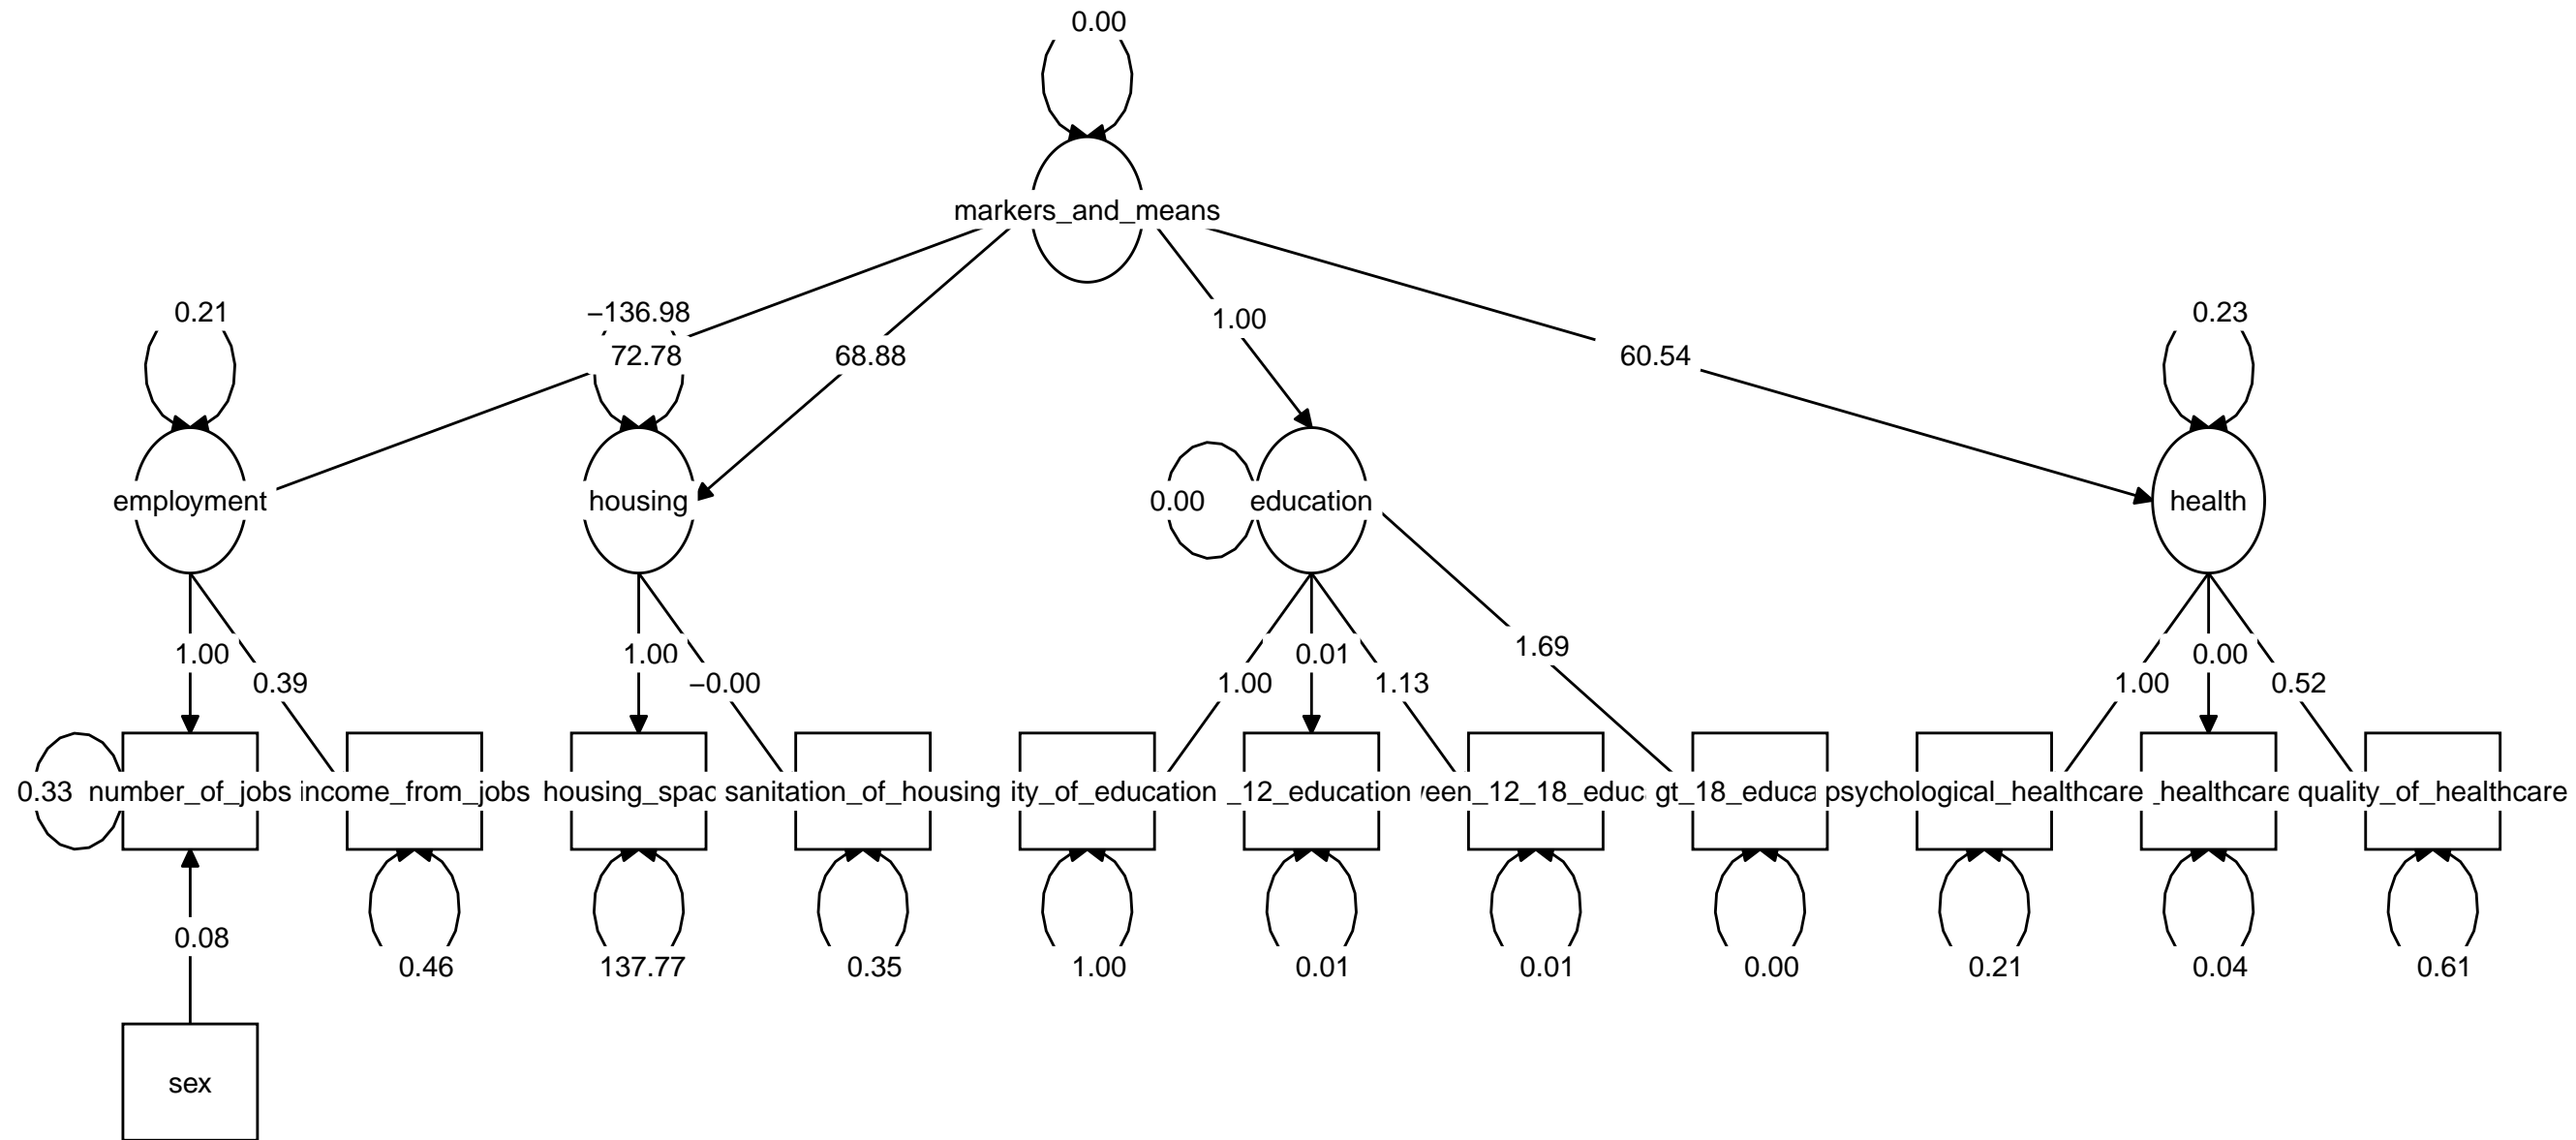 0.00
markers_and_means
0.21
−136.98
72.78
68.88
1.00
60.54
0.23
employment
housing
0.00
education
health
1.00
0.39
1.00
−0.00
1.00
0.01
1.13
1.69
1.00
0.00
0.52
0.33 number_of_jobs income_from_jobs housing_spac sanitation_of_housing ity_of_education _12_education een_12_18_educ gt_18_educa psychological_healthcare _healthcare quality_of_healthcare
0.08
0.46 137.77 0.35 1.00 0.01 0.01 0.00 0.21 0.04 0.61
sex